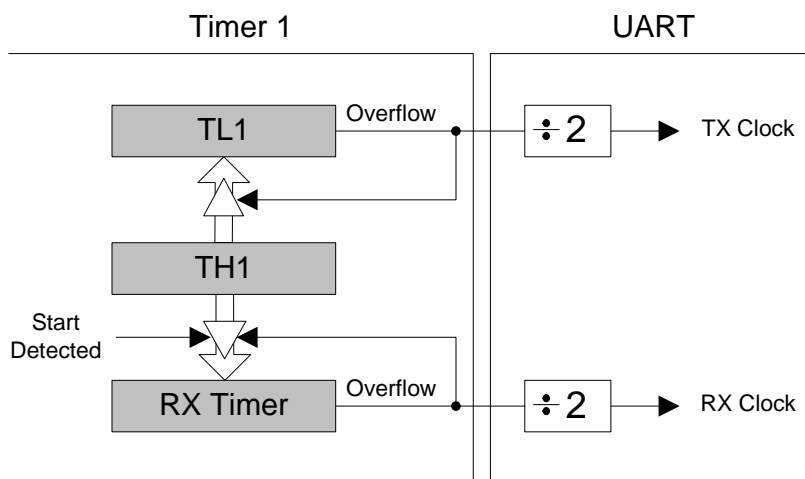 Timer 1
UART
TL1
Overflow
÷ 2
TX Clock
TH1
Start
Detected
RX Timer
Overflow
÷ 2
RX Clock